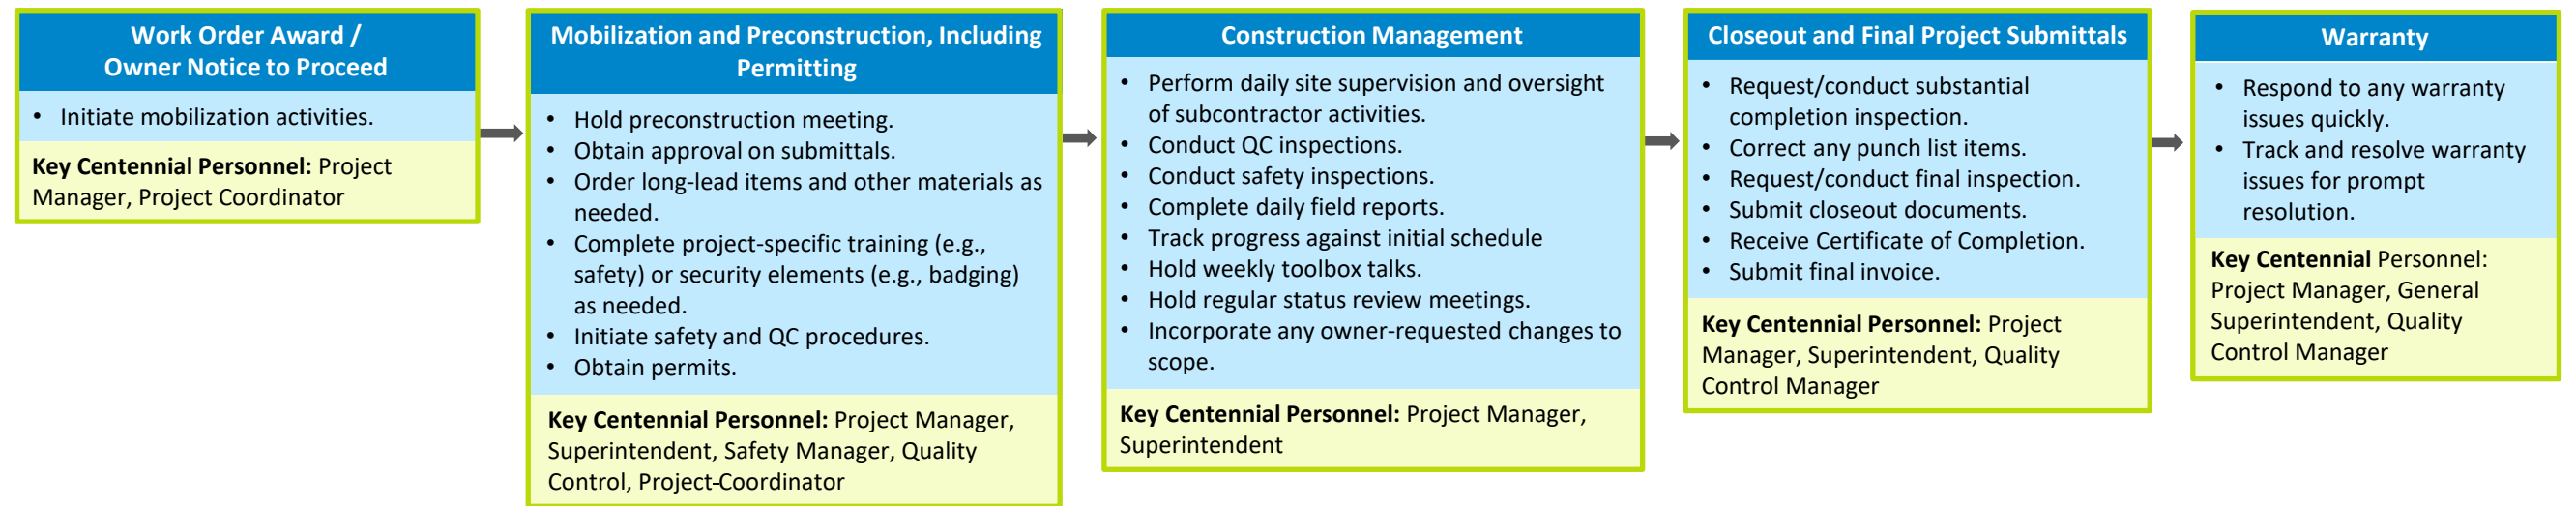 Work Order Award /
Owner Notice to Proceed
• Initiate mobilization activities.
Key Centennial Personnel: Project
Manager, Project Coordinator
Mobilization and Preconstruction, Including
Permitting
• Hold preconstruction meeting.
• Obtain approval on submittals.
• Order long-lead items and other materials as
needed.
• Complete project-specific training (e.g.,
safety) or security elements (e.g., badging)
as needed.
• Initiate safety and QC procedures.
• Obtain permits.
Key Centennial Personnel: Project Manager,
Superintendent, Safety Manager, Quality
Control, Project-Coordinator
Construction Management
• Perform daily site supervision and oversight
of subcontractor activities.
• Conduct QC inspections.
• Conduct safety inspections.
• Complete daily field reports.
• Track progress against initial schedule
• Hold weekly toolbox talks.
• Hold regular status review meetings.
• Incorporate any owner-requested changes to
scope.
Key Centennial Personnel: Project Manager,
Superintendent
Closeout and Final Project Submittals
• Request/conduct substantial
completion inspection.
• Correct any punch list items.
• Request/conduct final inspection.
• Submit closeout documents.
• Receive Certificate of Completion.
• Submit final invoice.
Key Centennial Personnel: Project
Manager, Superintendent, Quality
Control Manager
Warranty
• Respond to any warranty
issues quickly.
• Track and resolve warranty
issues for prompt
resolution.
Key Centennial Personnel:
Project Manager, General
Superintendent, Quality
Control Manager